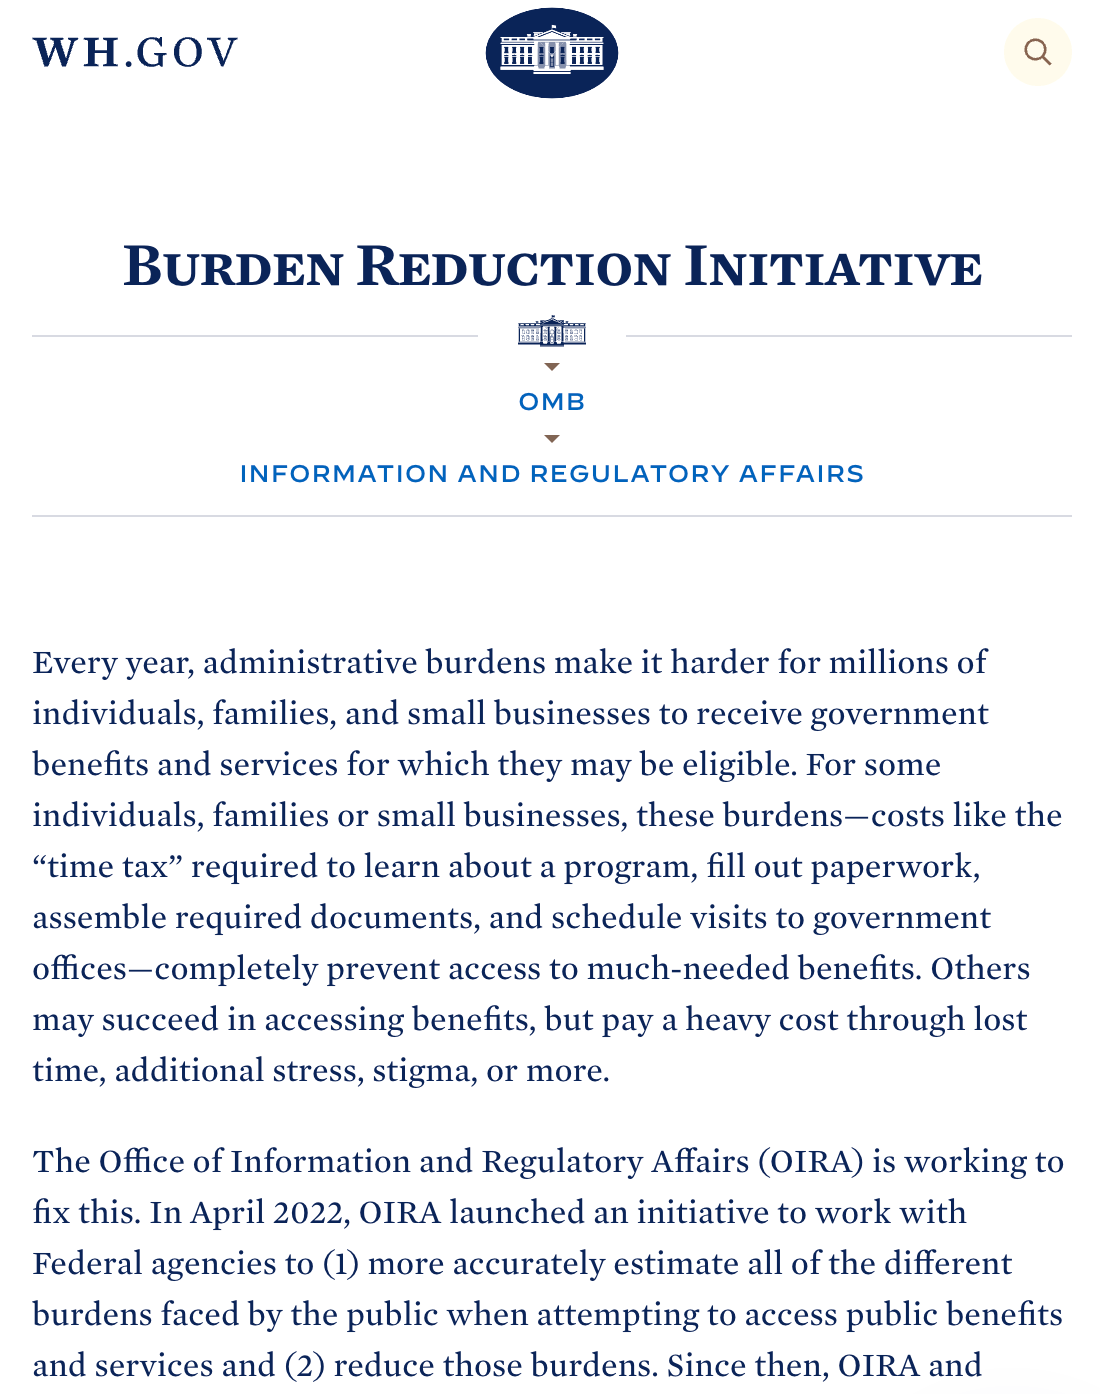 WH.GOV
Burden Reduction Initiative
OMB
INFORMATION AND REGULATORY AFFAIRS
Every year, administrative burdens make it harder for millions of
individuals, families, and small businesses to receive government
benefits and services for which they may be eligible. For some
individuals, families or small businesses, these burdens—costs like the
“time tax” required to learn about a program, fill out paperwork,
assemble required documents, and schedule visits to government
offices—completely prevent access to much-needed benefits. Others
may succeed in accessing benefits, but pay a heavy cost through lost
time, additional stress, stigma, or more.
The Office of Information and Regulatory Affairs (OIRA) is working to
fix this. In April 2022, OIRA launched an initiative to work with
Federal agencies to (1) more accurately estimate all of the different
burdens faced by the public when attempting to access public benefits
and services and (2) reduce those burdens. Since then, OIRA and